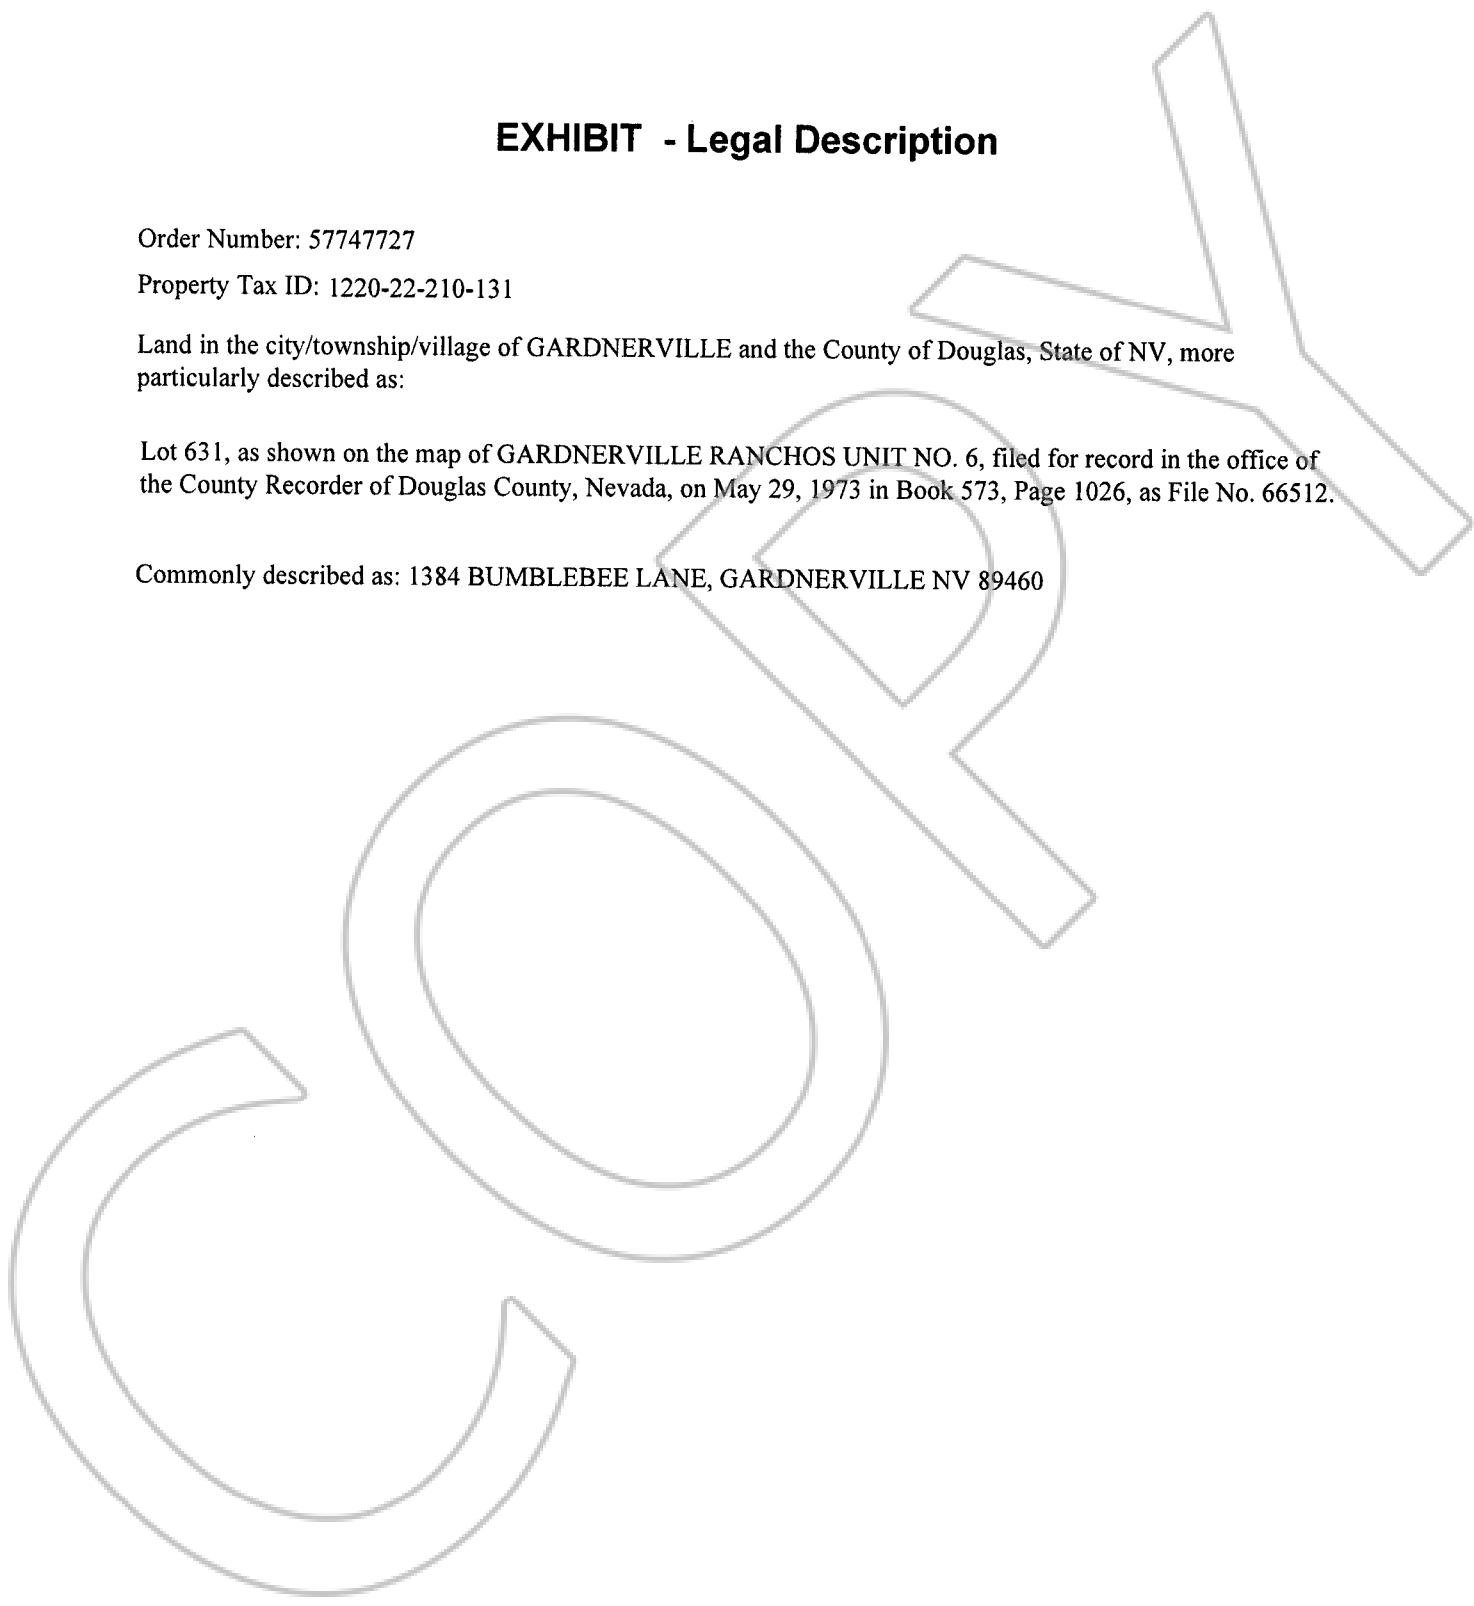 EXHIBIT - Legal Description
Order Number: 57747727
Property Tax ID: 1220-22-210-131
Land in the city/township/village of GARDNERVILLE and the County of Douglas, State of NV, more
particularly described as:
Lot 631, as shown on the map of GARDNERVILLE RANCHOS UNIT NO. 6, filed for record in the office of
the County Recorder of Douglas County, Nevada, on May 29, 1973 in Book 573, Page 1026, as File No. 66512.
Commonly described as: 1384 BUMBLEBEE LANE, GARDNERVILLE NV 89460
COPY